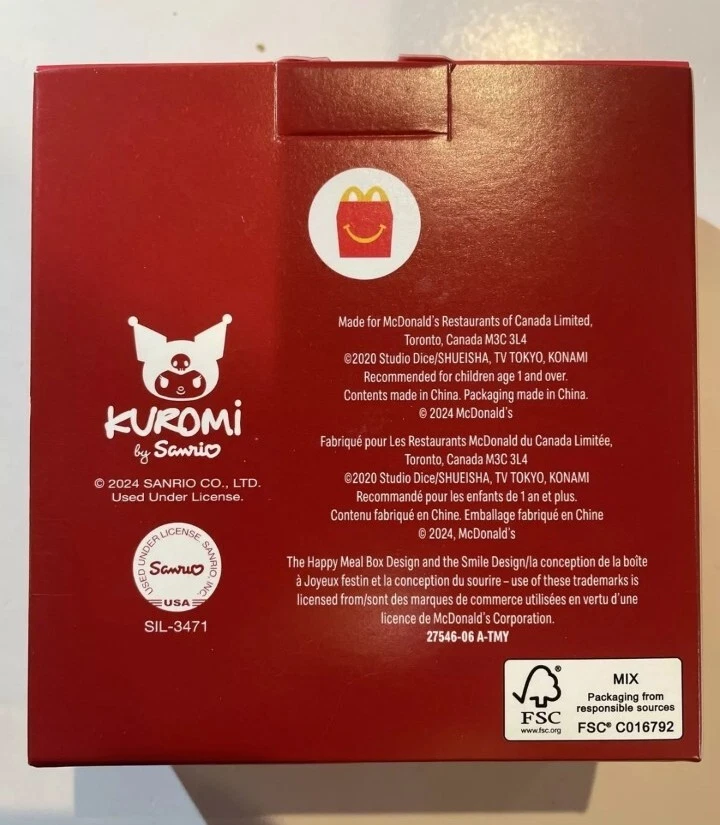 Made for McDonald's Restaurants of Canada Limited,
Toronto, Canada M3C 3L4
©2020 Studio Dice/SHUEISHA, TV TOKYO, KONAMI
Recommended for children age 1 and over.
Contents made in China. Packaging made in China.
© 2024 McDonald's
Fabriqué pour Les Restaurants McDonald du Canada Limitée,
Toronto, Canada M3C 3L4
©2020 Studio Dice/SHUEISHA, TV TOKYO, KONAMI
Recommandé pour les enfants de 1 an et plus.
Contenu fabriqué en Chine. Emballage fabriqué en Chine
© 2024, McDonald's
The Happy Meal Box Design and the Smile Design/la conception de la boîte
à Joyeux festin et la conception du sourire – use of these trademarks is
licensed from/sont des marques de commerce utilisées en vertu d'une
licence de McDonald's Corporation.
27546-06 A-TMY
KUROMI
by Sanrio
© 2024 SANRIO CO., LTD.
Used Under License.
USED UNDER LICENSE. SANRIO, INC.
Sanrio
USA
SIL-3471
FSC®
www.fsc.org
MIX
Packaging from
responsible sources
FSC® C016792